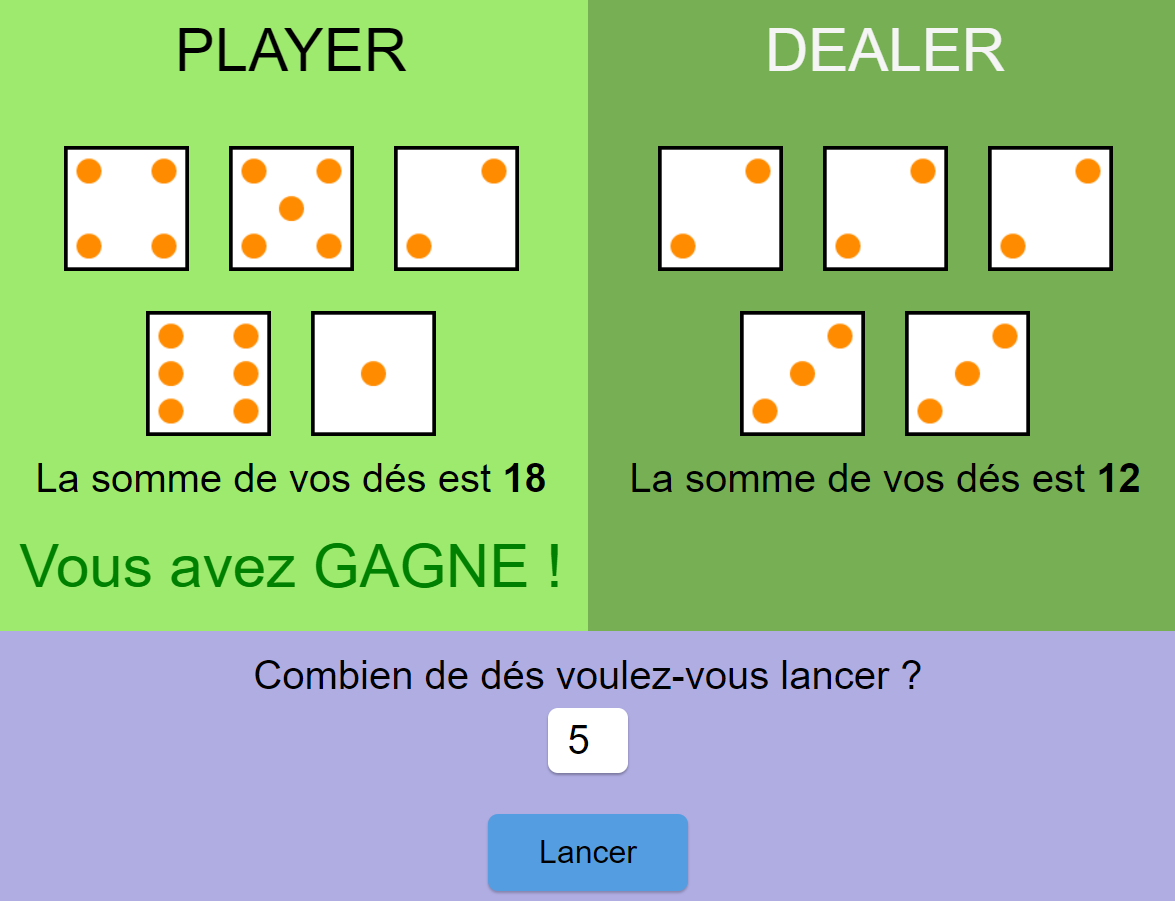 PLAYER
DEALER
La somme de vos dés est 18
La somme de vos dés est 12
Vous avez GAGNE !
Combien de dés voulez-vous lancer ?
5
Lancer